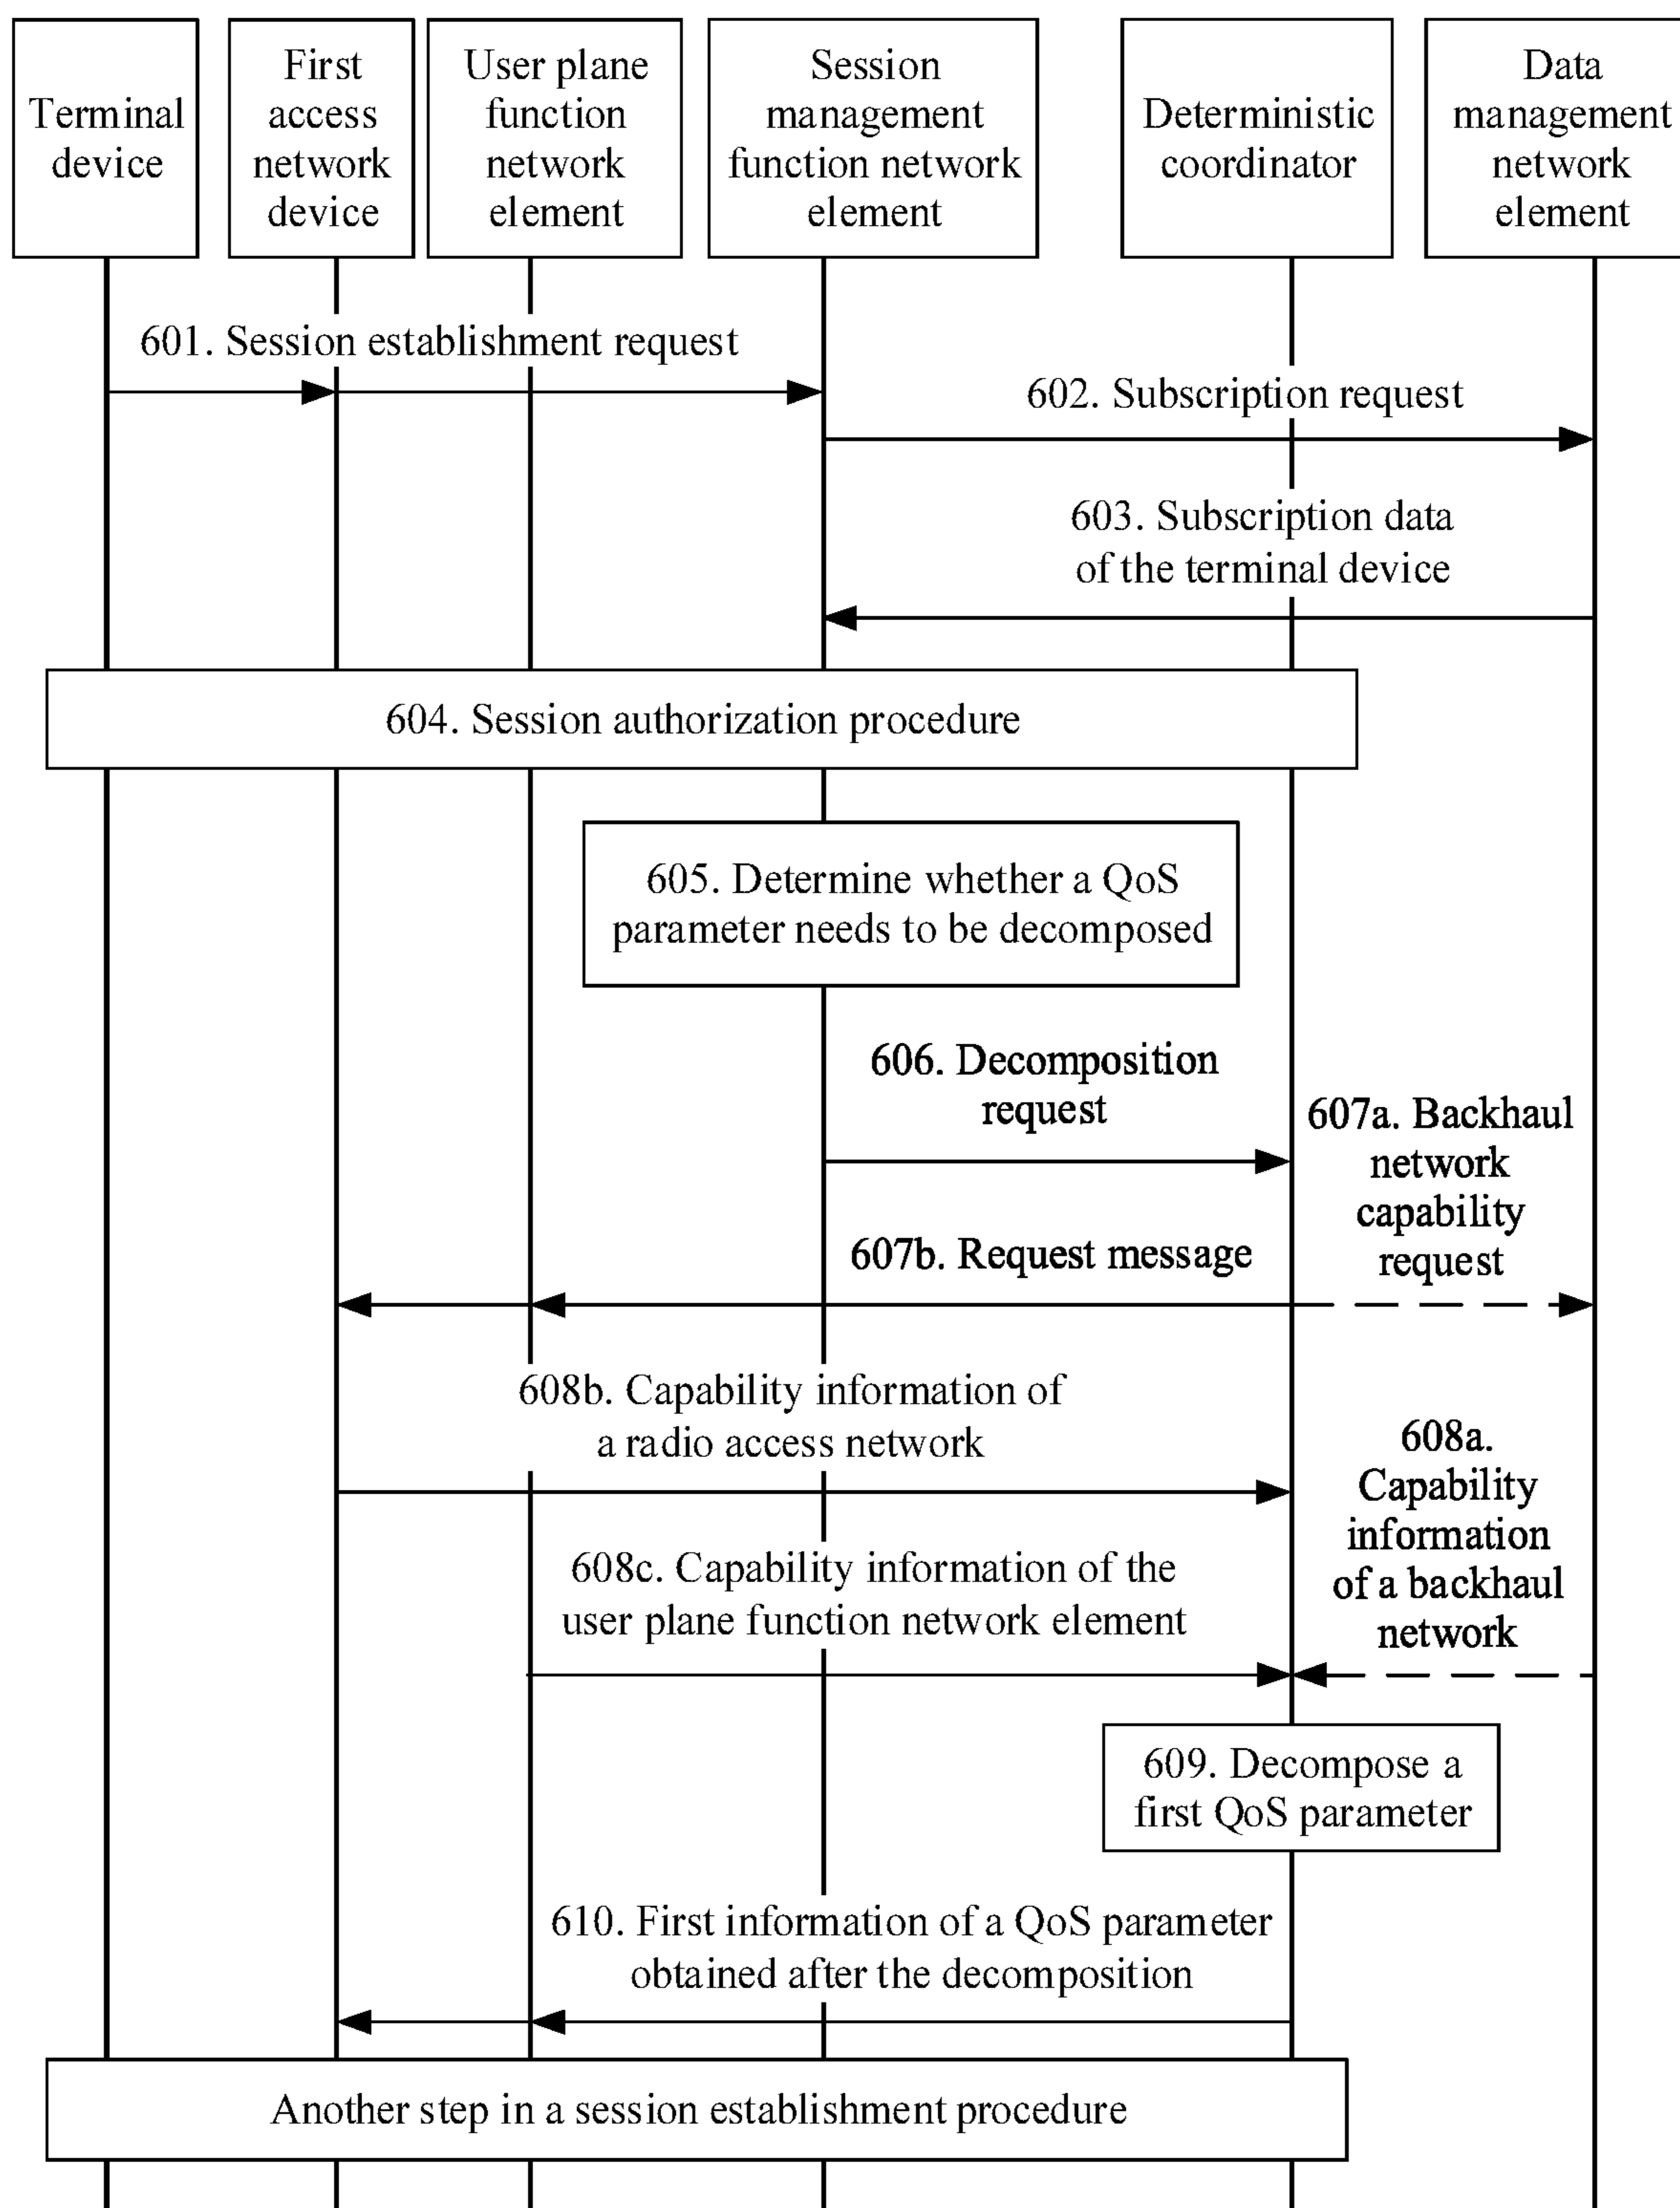 Terminal
device
First
access
network
device
User plane
function
network
element
Session
management
function network
element
Deterministic
coordinator
Data
management
network
element
601. Session establishment request
602. Subscription request
603. Subscription data
of the terminal device
604. Session authorization procedure
605. Determine whether a QoS
parameter needs to be decomposed
606. Decomposition
request
607a. Backhaul
network
capability
request
607b. Request message
608b. Capability information of
a radio access network
608a.
Capability
information
of a backhaul
network
608c. Capability information of the
user plane function network element
609. Decompose a
first QoS parameter
610. First information of a QoS parameter
obtained after the decomposition
Another step in a session establishment procedure